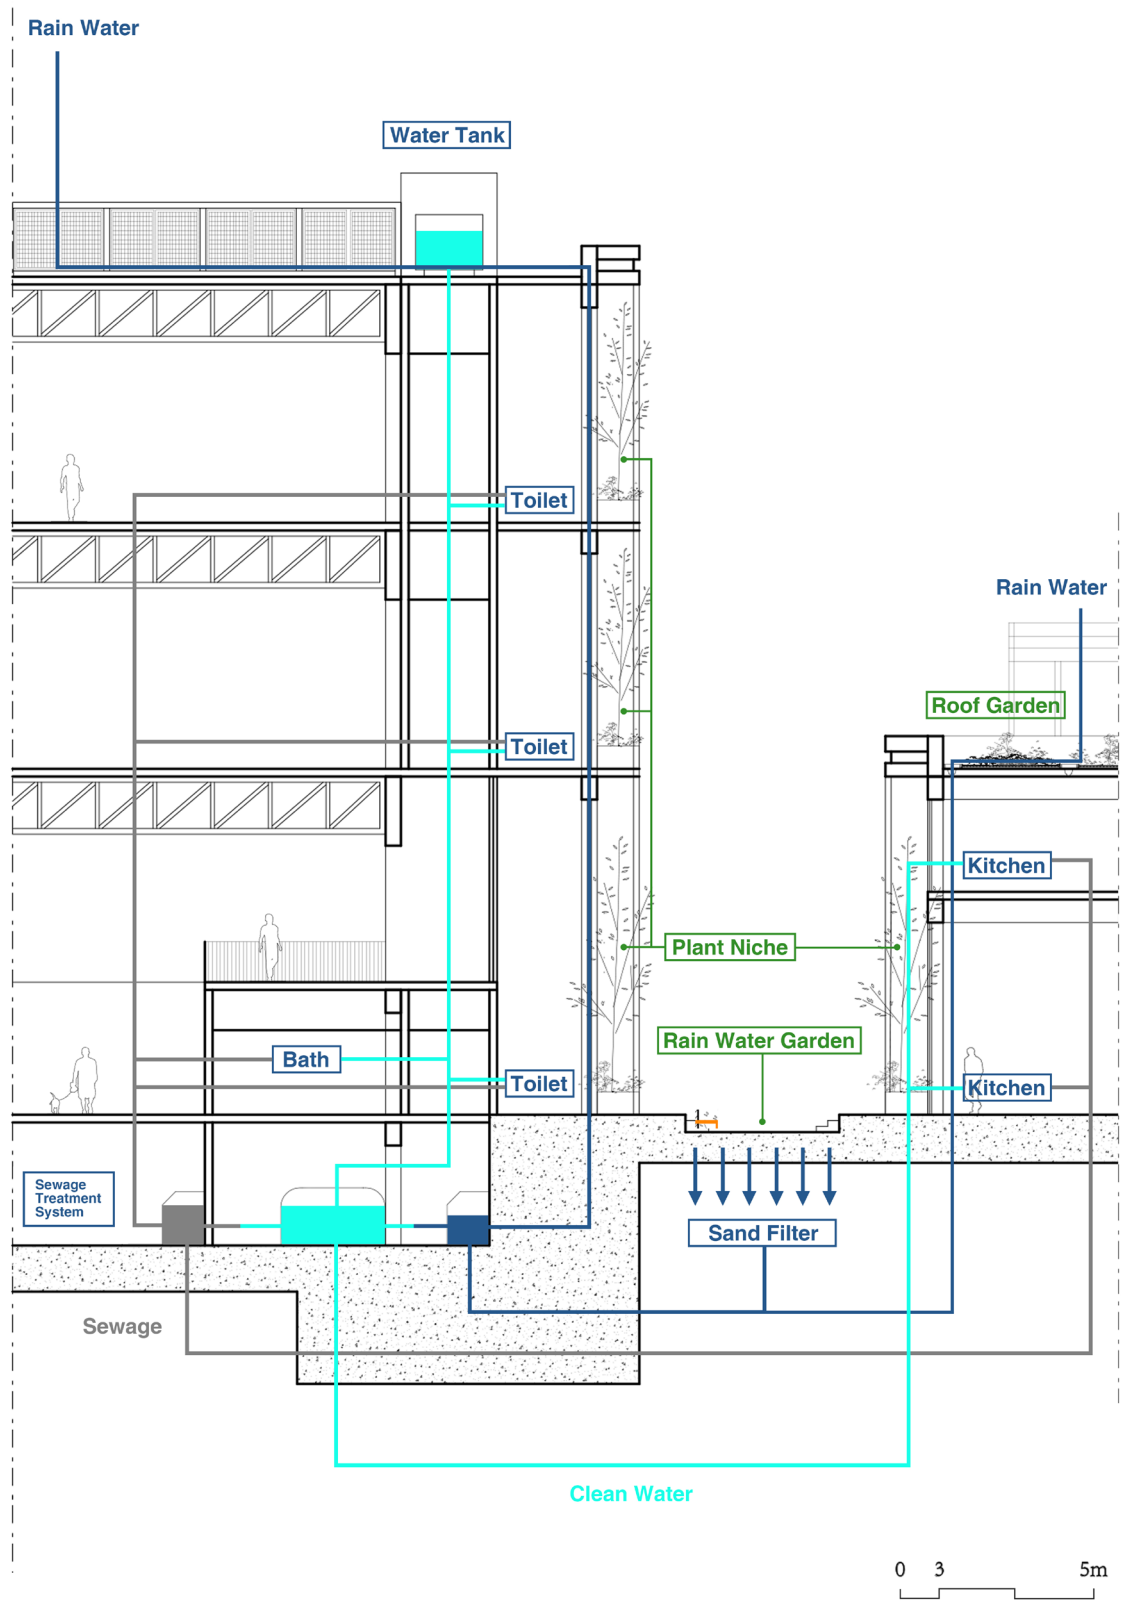 Rain Water
Water Tank
Toilet
Rain Water
Roof Garden
Toilet
Kitchen
Plant Niche
Rain Water Garden
Bath
Toilet
Kitchen
Sewage
Treatment
System
Sand Filter
Sewage
Clean Water
0 3 5m